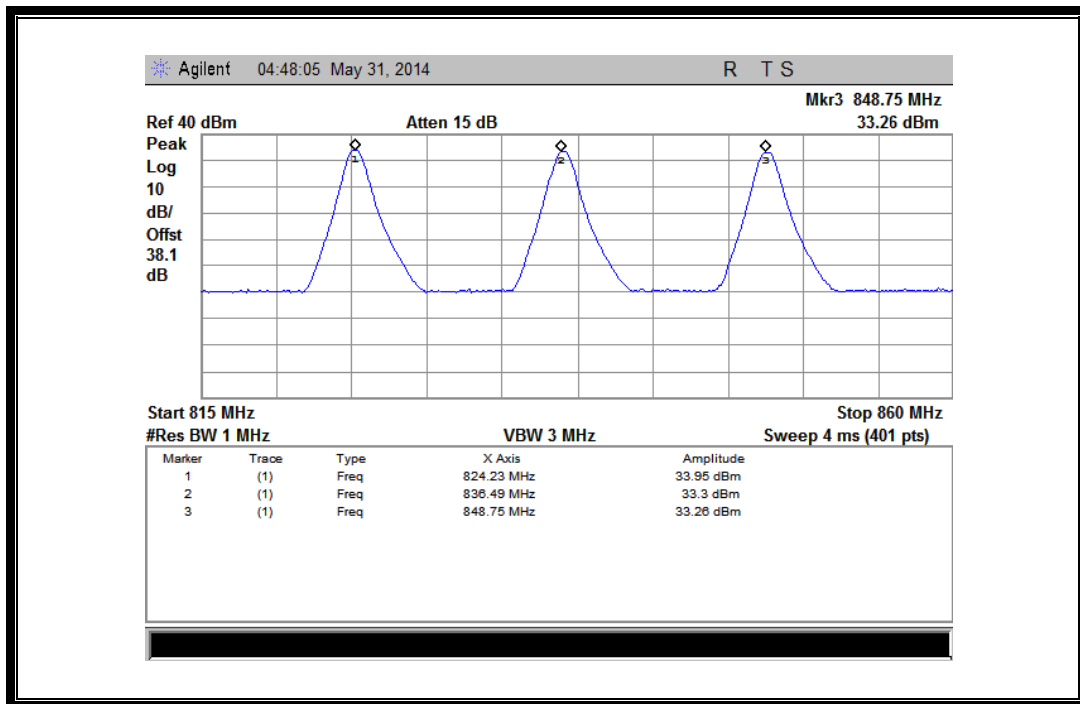 Agilent 04:48:05 May 31, 2014 R T S
Mkr3 848.75 MHz
Ref 40 dBm Atten 15 dB 33.26 dBm
Peak
Log
10
dB/
Offst
38.1
dB
1 2 3
Start 815 MHz Stop 860 MHz
#Res BW 1 MHz VBW 3 MHz Sweep 4 ms (401 pts)
Marker Trace Type X Axis Amplitude
1 (1) Freq 824.23 MHz 33.95 dBm
2 (1) Freq 836.49 MHz 33.3 dBm
3 (1) Freq 848.75 MHz 33.26 dBm